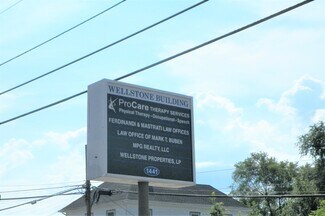 WELLSTONE BUILDING
ProCare THERAPY SERVICES
Physical Therapy - Occupational - Speech
FERDINANDI & MASTRATI LAW OFFICES
LAW OFFICE OF MARK T. RUBEN
MPG REALTY, LLC
WELLSTONE PROPERTIES, LP
1441